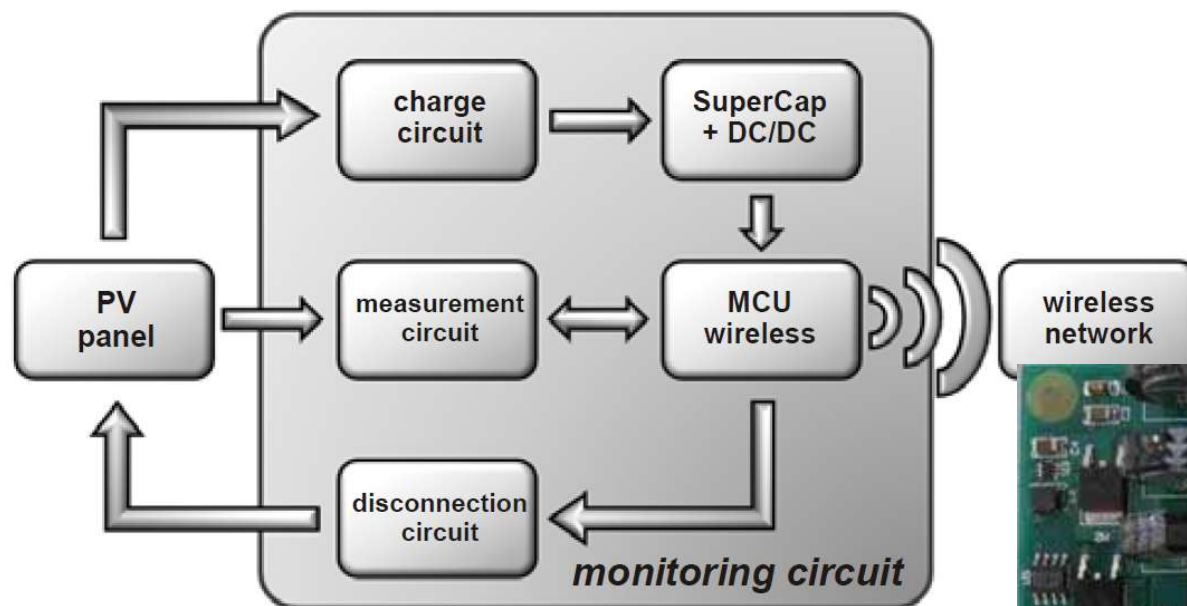 charge
circuit
SuperCap
+ DC/DC
PV
panel
measurement
circuit
MCU
wireless
wireless
network
disconnection
circuit
monitoring circuit